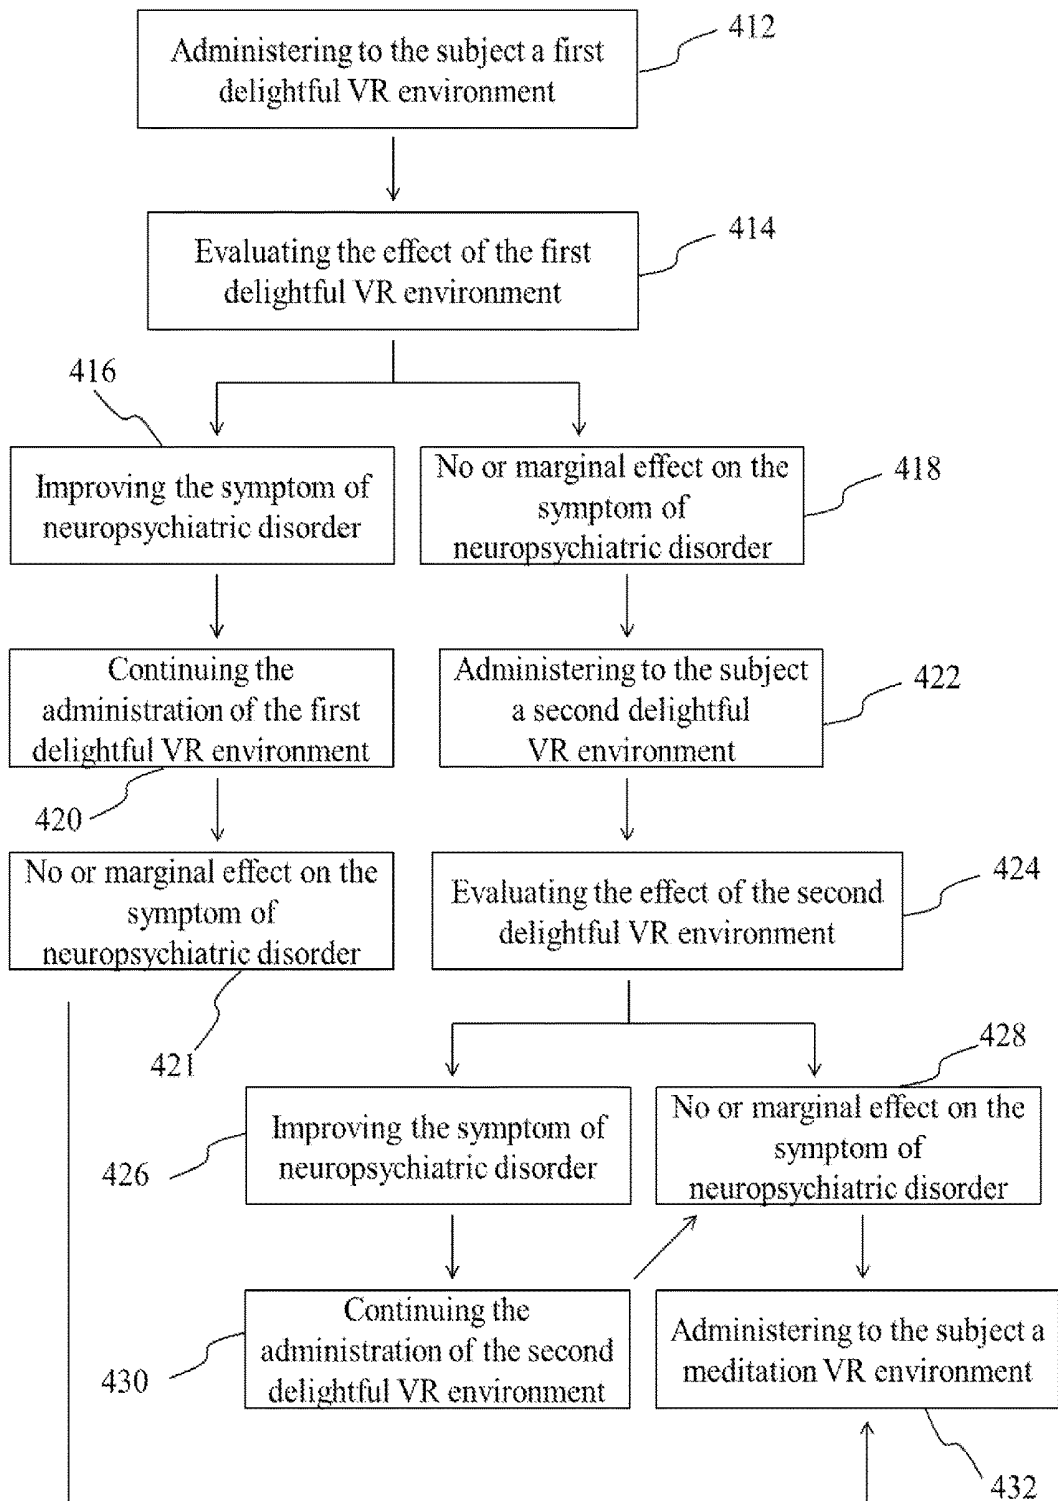 412
Administering to the subject a first
delightful VR environment
414
Evaluating the effect of the first
delightful VR environment
416
Improving the symptom of
neuropsychiatric disorder
No or marginal effect on the
symptom of
neuropsychiatric disorder
418
Continuing the
administration of the first
delightful VR environment
420
Administering to the subject
a second delightful
VR environment
422
No or marginal effect on the
symptom of
neuropsychiatric disorder
421
Evaluating the effect of the second
delightful VR environment
424
Improving the symptom of
neuropsychiatric disorder
426
428
No or marginal effect on the
symptom of
neuropsychiatric disorder
Continuing the
administration of the second
delightful VR environment
430
Administering to the subject a
meditation VR environment
432